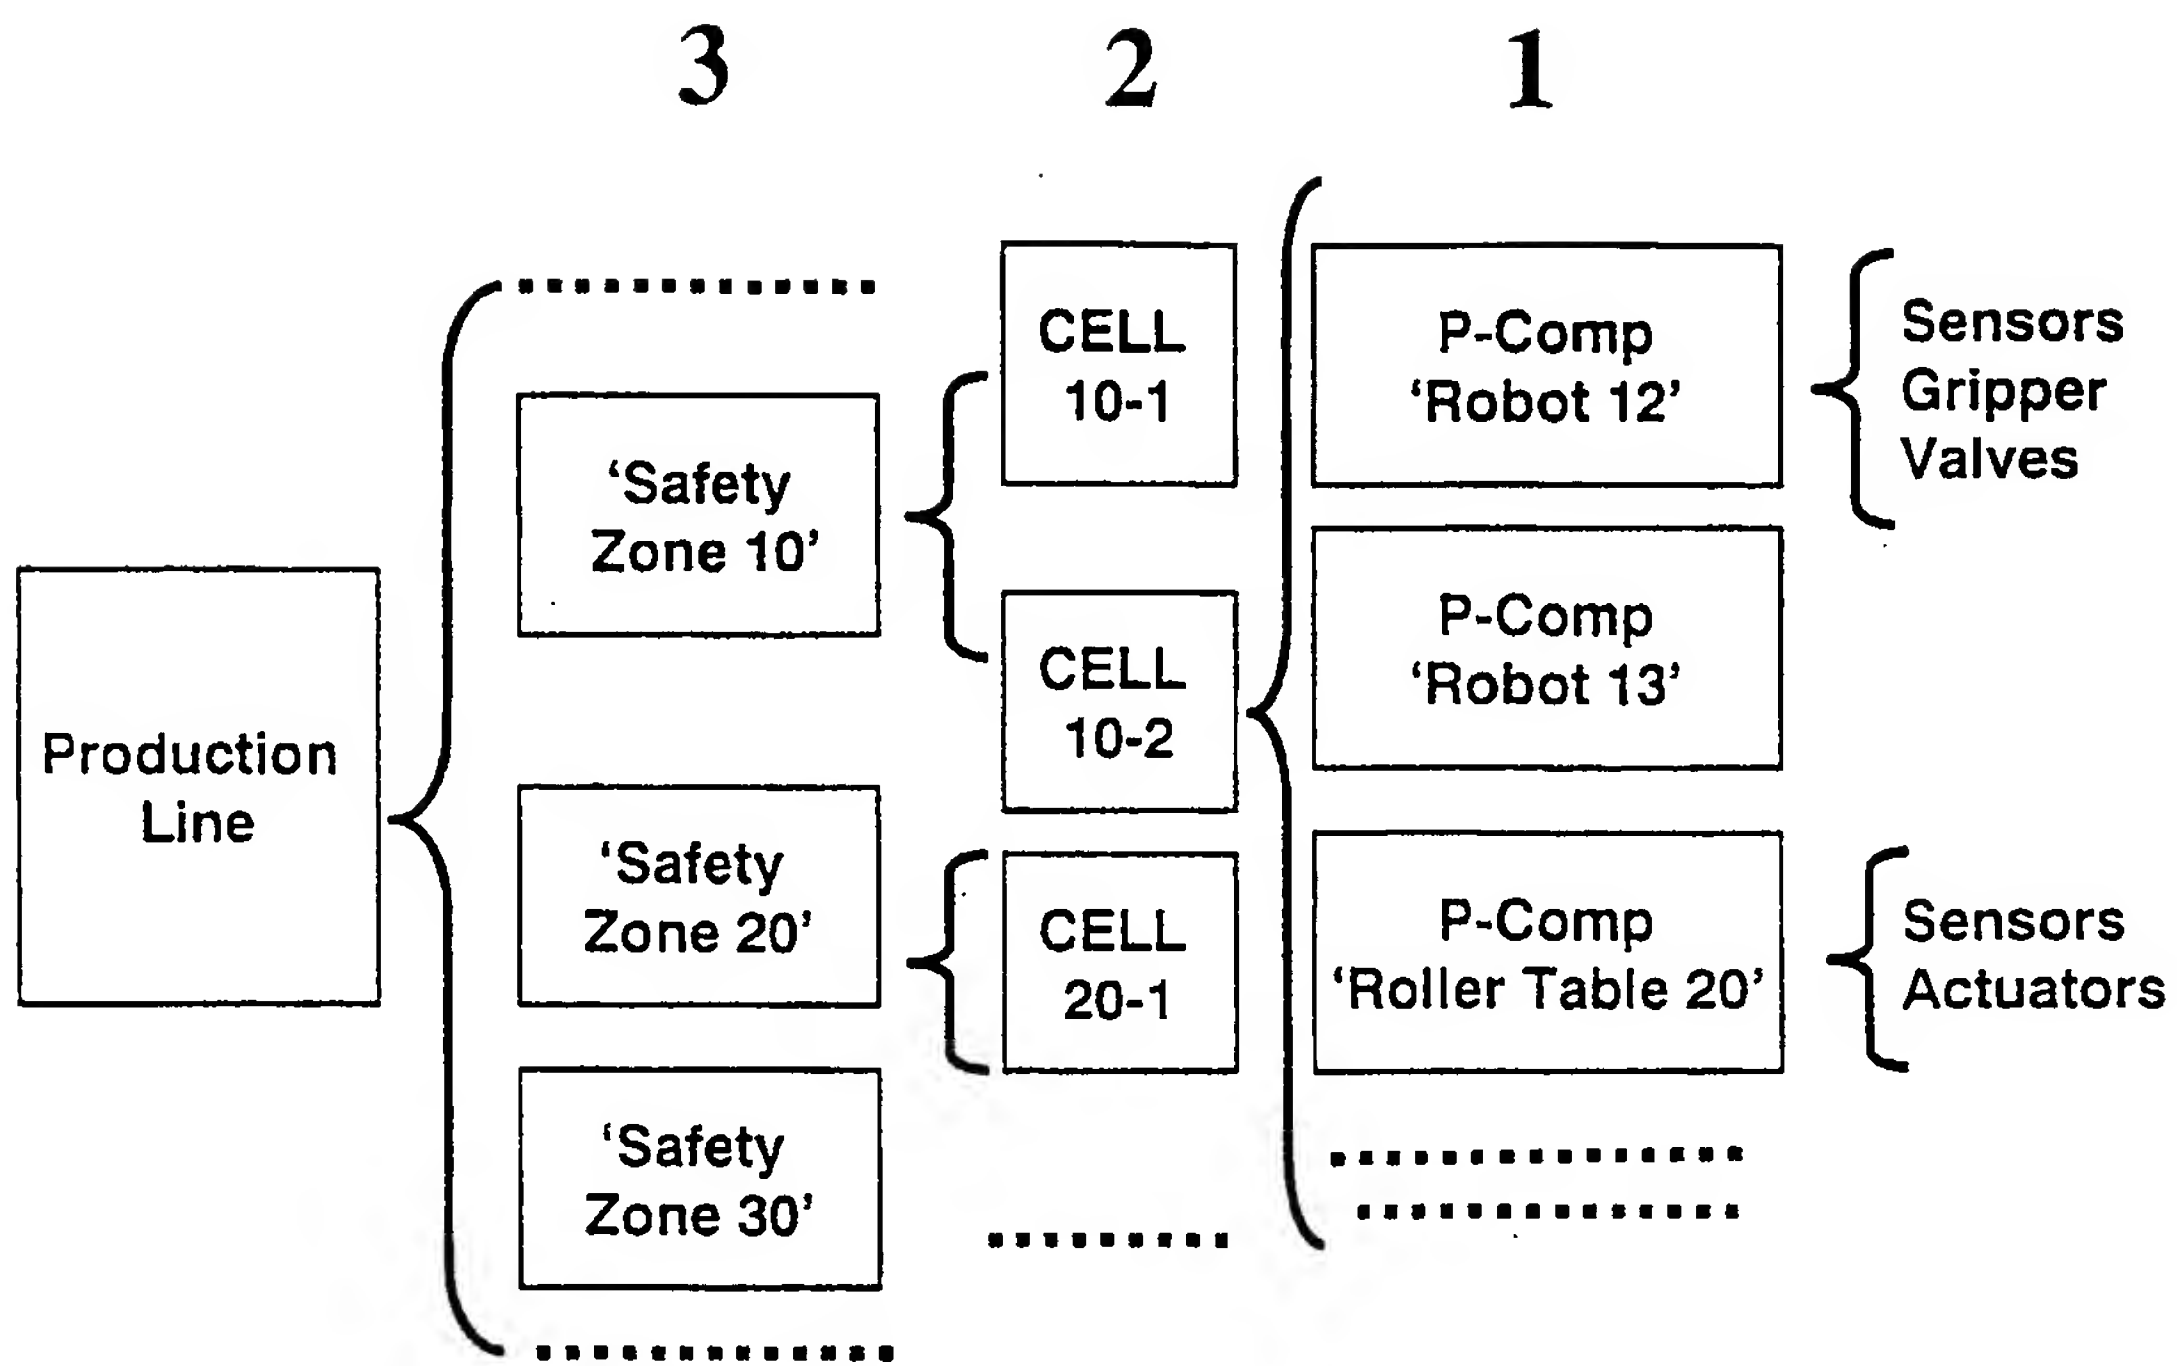 3
2
1
Production
Line
‘Safety
Zone 10’
‘Safety
Zone 20’
‘Safety
Zone 30’
CELL
10-1
CELL
10-2
CELL
20-1
P-Comp
‘Robot 12’
P-Comp
‘Robot 13’
P-Comp
‘Roller Table 20’
Sensors
Gripper
Valves
Sensors
Actuators